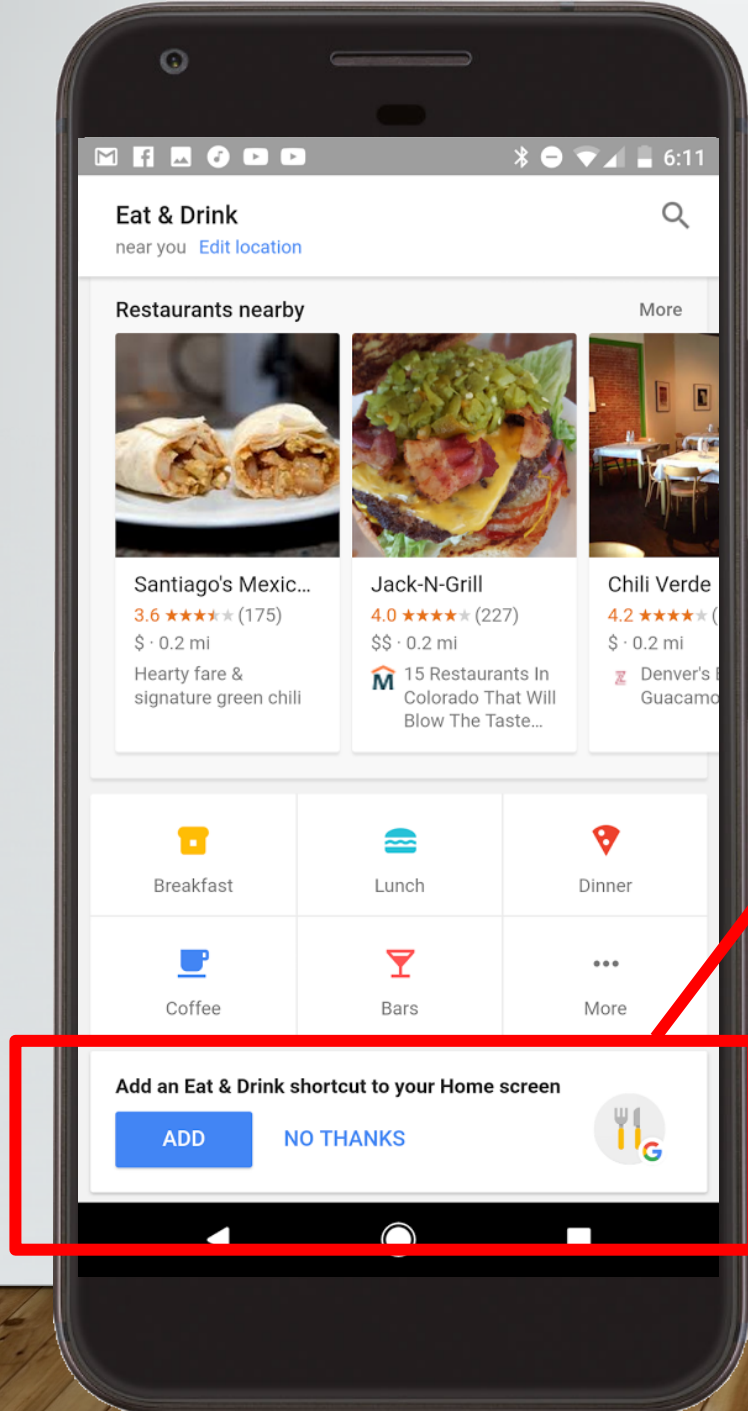 6:11
Eat & Drink
near you Edit location
Restaurants nearby More
Santiago's Mexic...
3.6 (175)
$ · 0.2 mi
Hearty fare &
signature green chili
Jack-N-Grill
4.0 (227)
$$ · 0.2 mi
M 15 Restaurants In
Colorado That Will
Blow The Taste...
Chili Verde
4.2 (
$ · 0.2 mi
Z Denver's
Guacamo
Breakfast Lunch Dinner
Coffee Bars More
Add an Eat & Drink shortcut to your Home screen
ADD NO THANKS
G